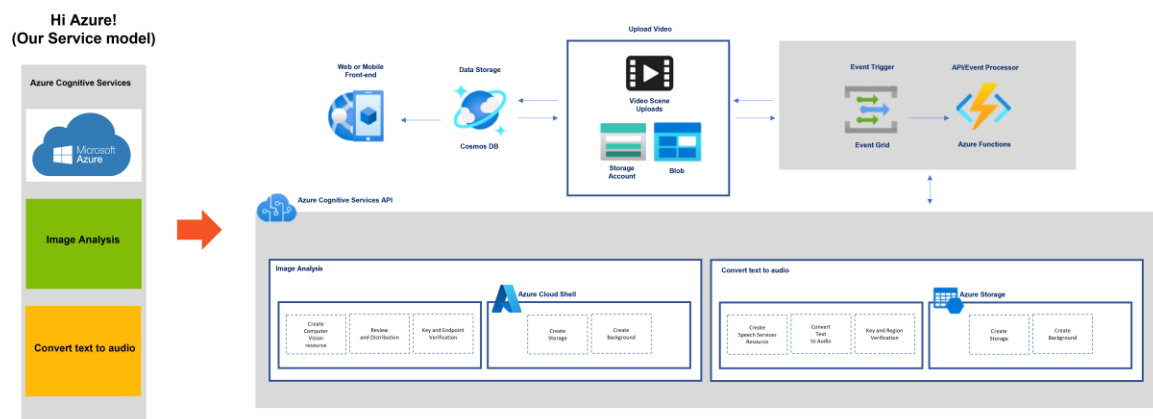 Hi Azure!
(Our Service model)
Azure Cognitive Services
Microsoft
Azure
Image Analysis
Convert text to audio
Web or Mobile
Front-end
Data Storage
Cosmos DB
Upload Video
Video Scene
Uploads
Storage
Account
Blob
Event Trigger
Event Grid
API/Event Processor
Azure Functions
Azure Cognitive Services API
Image Analysis
Create
Computer
Vision
resource
Review
and Distribution
Key and Endpoint
Verification
Azure Cloud Shell
Create
Storage
Create
Background
Convert text to audio
Create
Speech Services
Resource
Convert
Text
to Audio
Key and Region
Verification
Azure Storage
Create
Storage
Create
Background